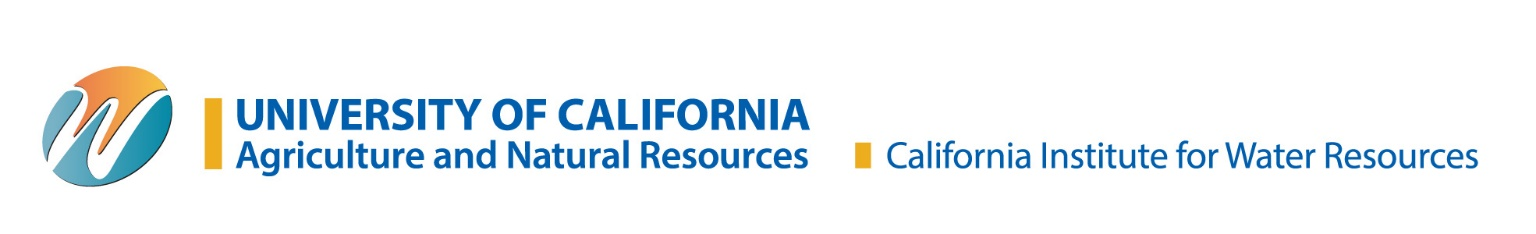 UNIVERSITY OF CALIFORNIA
Agriculture and Natural Resources
California Institute for Water Resources